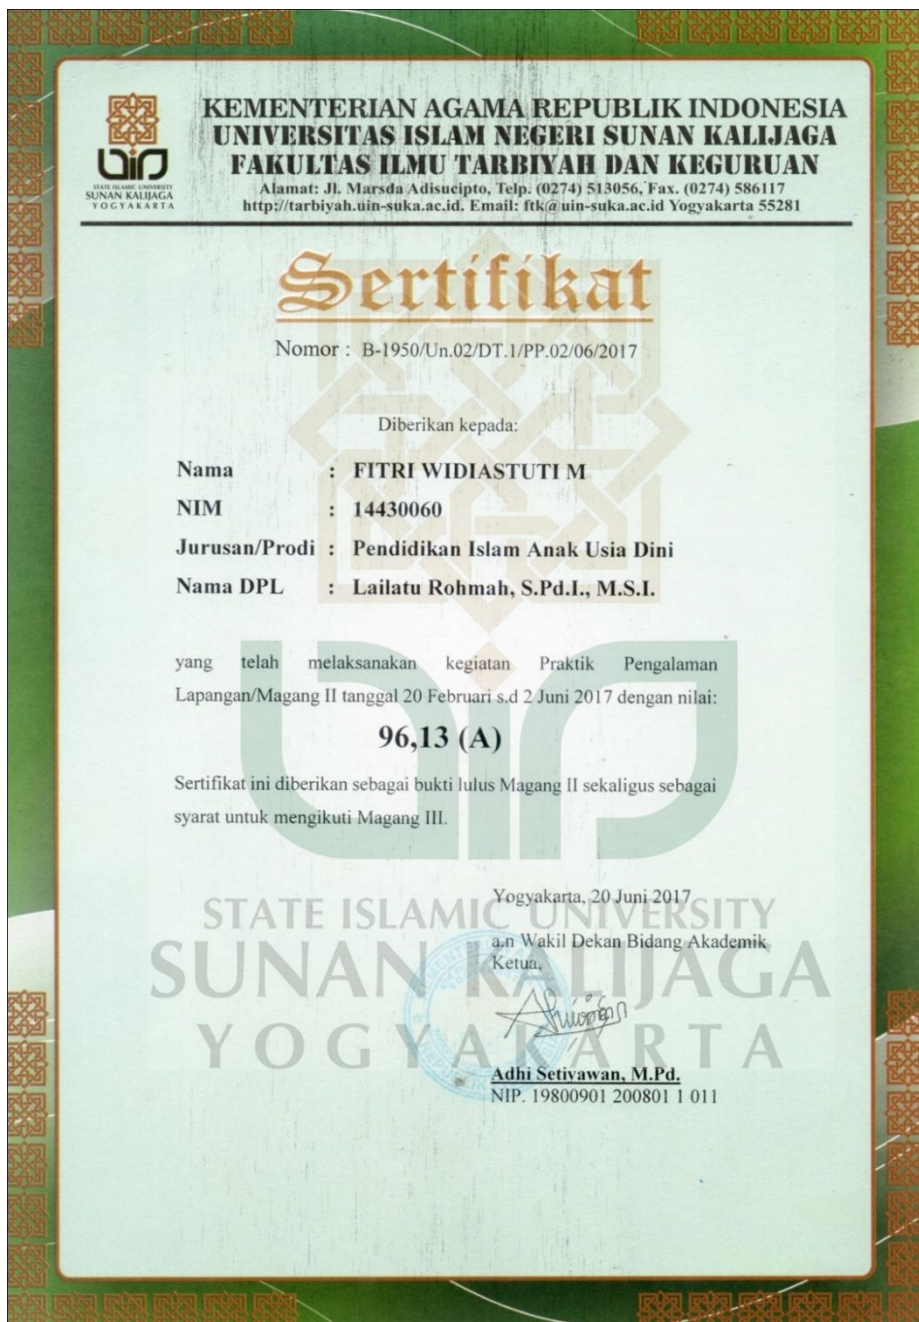 KEMENTERIAN AGAMA REPUBLIK INDONESIA
UNIVERSITAS ISLAM NEGERI SUNAN KALIJAGA
FAKULTAS ILMU TARBIYAH DAN KEGURUAN
Alamat: Jl. Marsda Adisucipto, Telp. (0274) 513056, Fax. (0274) 586117
http://tarbiyah.uin-suka.ac.id. Email: ftk@uin-suka.ac.id Yogyakarta 55281
uin
STATE ISLAMIC UNIVERSITY
SUNAN KALIJAGA
YOGYAKARTA
Sertifikat
Nomor : B-1950/Un.02/DT.1/PP.02/06/2017
Diberikan kepada:
Nama : FITRI WIDIASTUTI M
NIM : 14430060
Jurusan/Prodi : Pendidikan Islam Anak Usia Dini
Nama DPL : Lailatu Rohmah, S.Pd.I., M.S.I.
yang telah melaksanakan kegiatan Praktik Pengalaman
Lapangan/Magang II tanggal 20 Februari s.d 2 Juni 2017 dengan nilai:
96,13 (A)
Sertifikat ini diberikan sebagai bukti lulus Magang II sekaligus sebagai
syarat untuk mengikuti Magang III.
uin
STATE ISLAMIC UNIVERSITY
SUNAN KALIJAGA
YOGYAKARTA
Yogyakarta, 20 Juni 2017
a.n Wakil Dekan Bidang Akademik
Ketua,
Adhi Setiyawan, M.Pd.
NIP. 19800901 200801 1 011